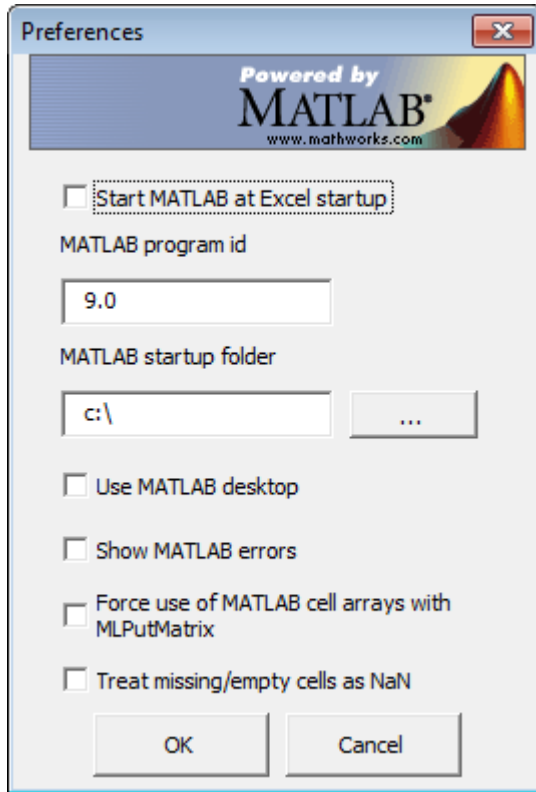 Preferences
Powered by
MATLAB®
www.mathworks.com
Start MATLAB at Excel startup
MATLAB program id
9.0
MATLAB startup folder
c:\
...
Use MATLAB desktop
Show MATLAB errors
Force use of MATLAB cell arrays with
MLPutMatrix
Treat missing/empty cells as NaN
OK
Cancel